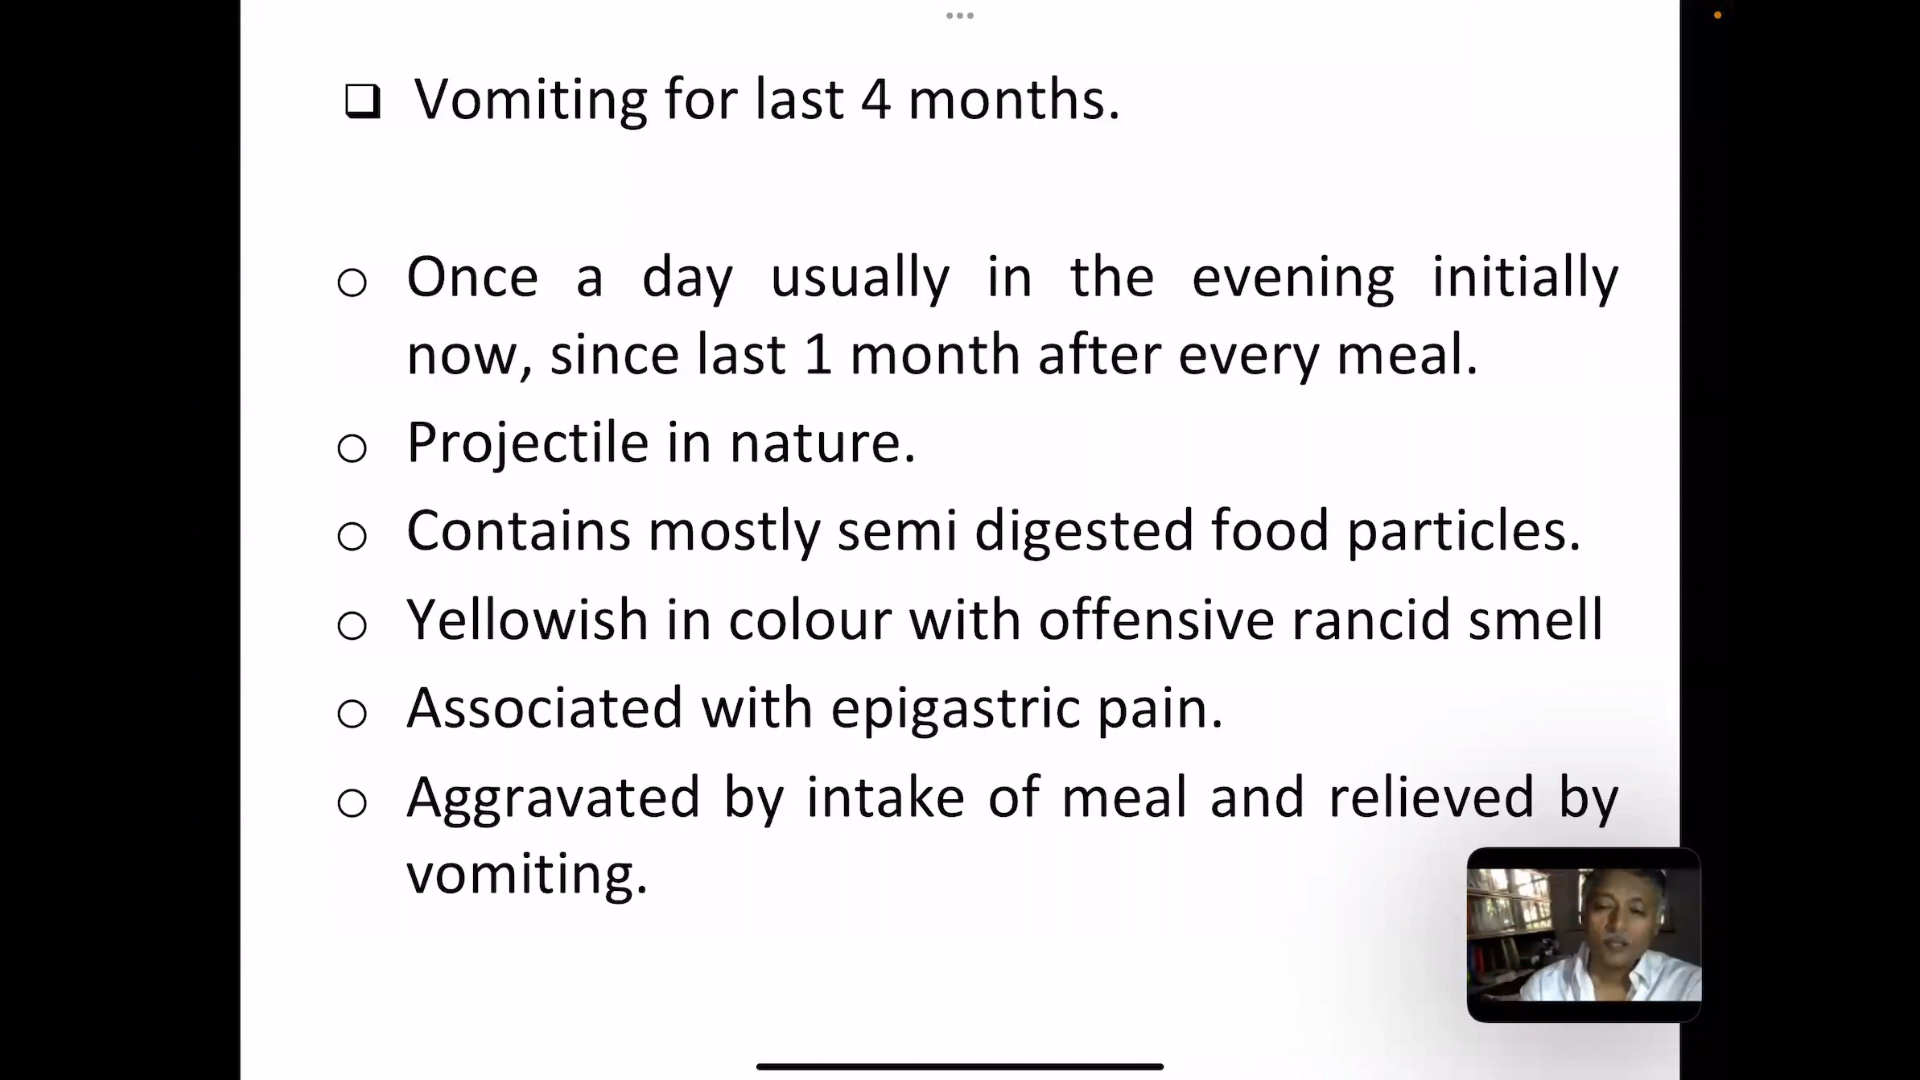 Vomiting for last 4 months.
Once a day usually in the evening initially
now, since last 1 month after every meal.
Projectile in nature.
Contains mostly semi digested food particles.
Yellowish in colour with offensive rancid smell
Associated with epigastric pain.
Aggravated by intake of meal and relieved by
vomiting.